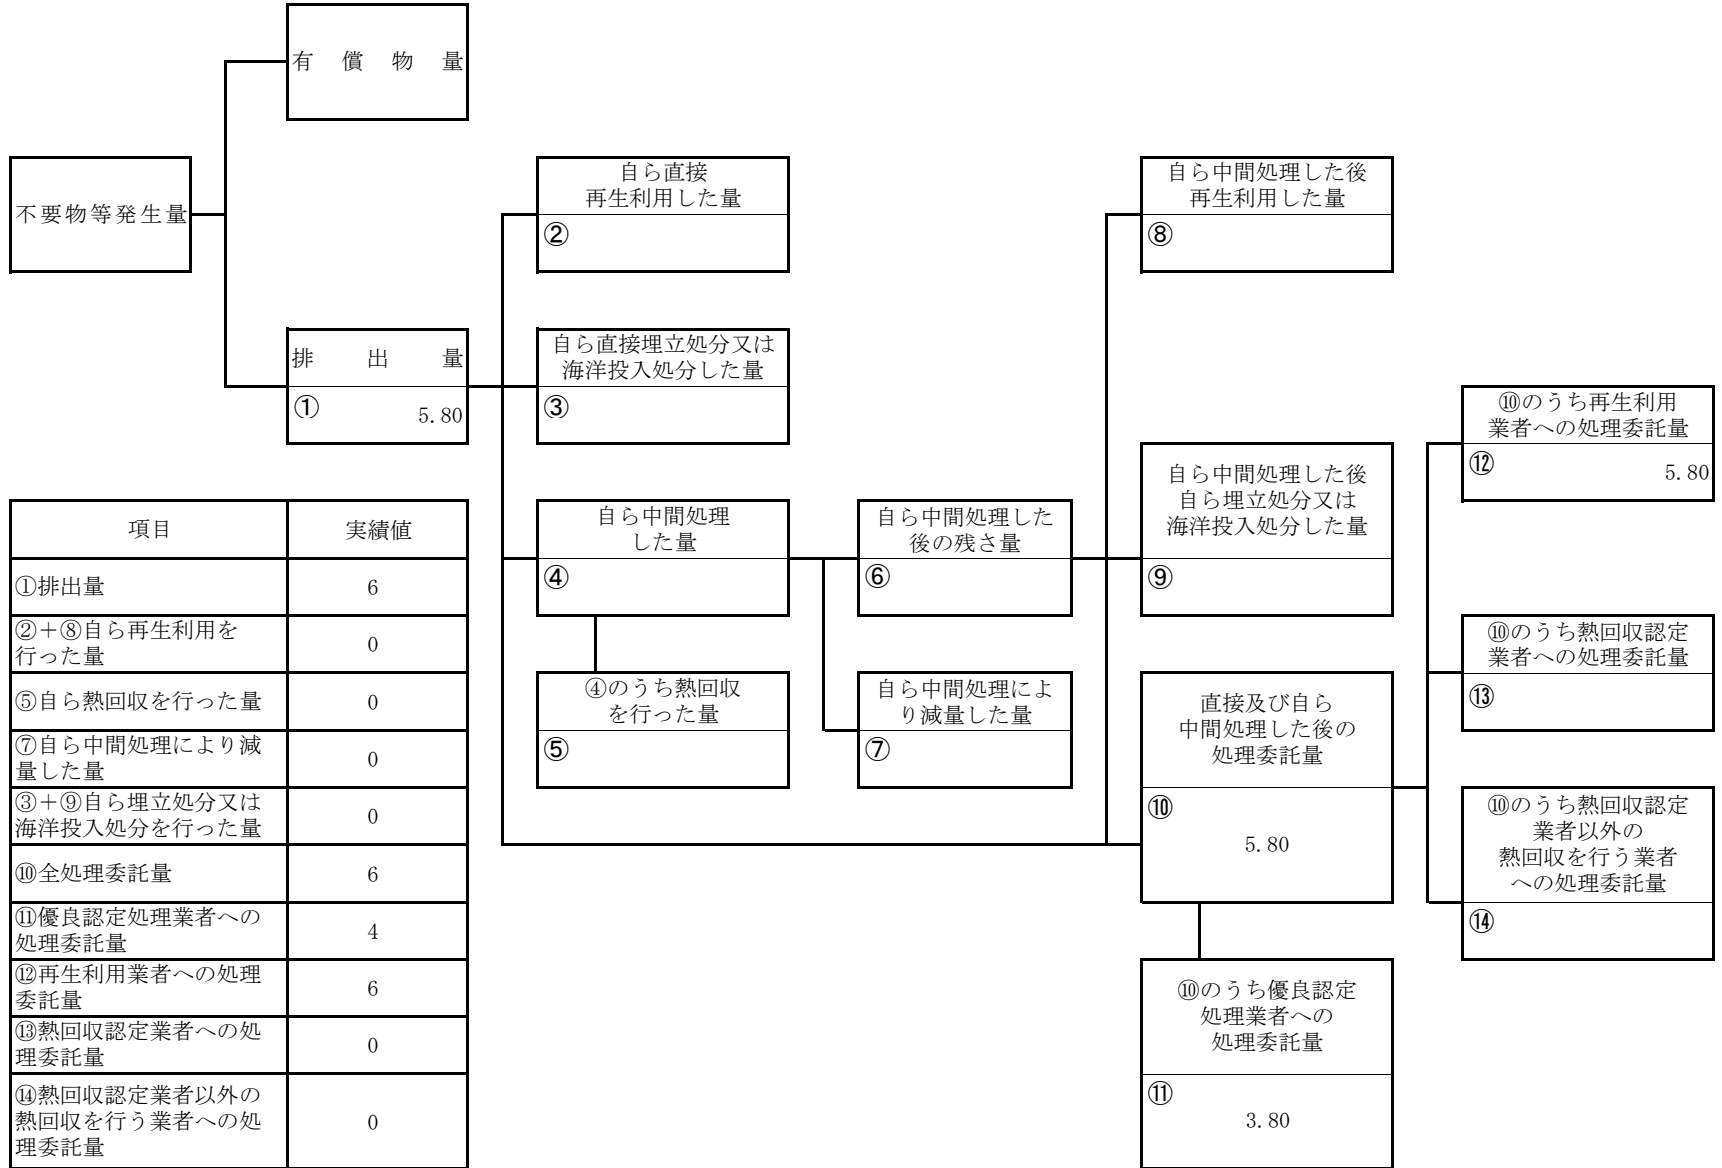 有償物量
不要物等発生量
排出量
①
5.80
自ら直接
再生利用した量
②
自ら直接埋立処分又は
海洋投入処分した量
③
自ら中間処理
した量
④
④のうち熱回収
を行った量
⑤
自ら中間処理した
後の残さ量
⑥
自ら中間処理によ
り減量した量
⑦
自ら中間処理した後
再生利用した量
⑧
自ら中間処理した後
自ら埋立処分又は
海洋投入処分した量
⑨
直接及び自ら
中間処理した後の
処理委託量
⑩
5.80
⑩のうち優良認定
処理業者への
処理委託量
⑪
3.80
⑩のうち再生利用
業者への処理委託量
⑫
5.80
⑩のうち熱回収認定
業者への処理委託量
⑬
⑩のうち熱回収認定
業者以外の
熱回収を行う業者
への処理委託量
⑭
項目 実績値
①排出量 6
②＋⑧自ら再生利用を
行った量 0
⑤自ら熱回収を行った量 0
⑦自ら中間処理により減
量した量 0
③＋⑨自ら埋立処分又は
海洋投入処分を行った量 0
⑩全処理委託量 6
⑪優良認定処理業者への
処理委託量 4
⑫再生利用業者への処理
委託量 6
⑬熱回収認定業者への処
理委託量 0
⑭熱回収認定業者以外の
熱回収を行う業者への処
理委託量 0